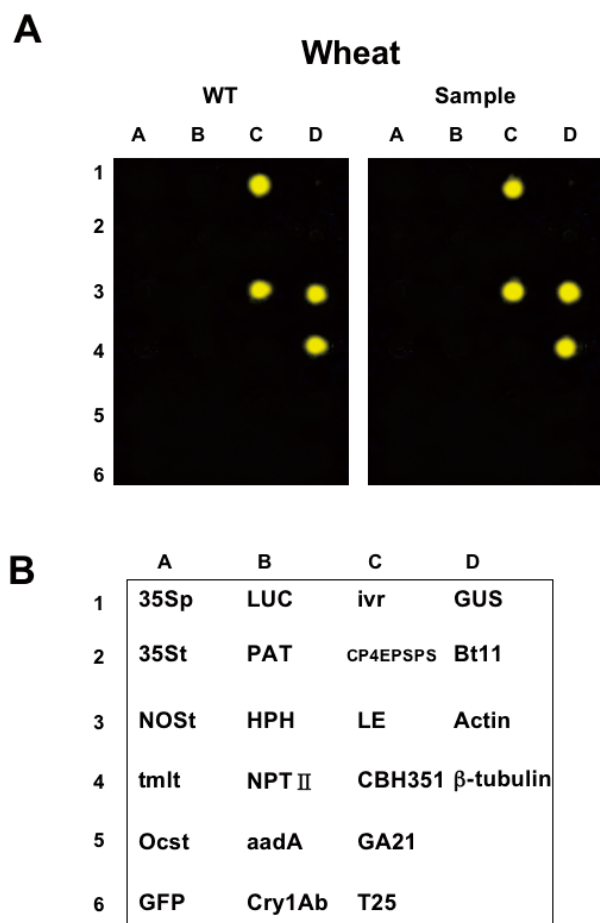 A
Wheat
WT Sample
A B C D A B C D
1
2
3
4
5
6
B
A B C D
1 35Sp LUC ivr GUS
2 35St PAT CP4EPSPS Bt11
3 NOSt HPH LE Actin
4 tmlt NPTⅡ CBH351 β-tubulin
5 Ocst aadA GA21
6 GFP Cry1Ab T25